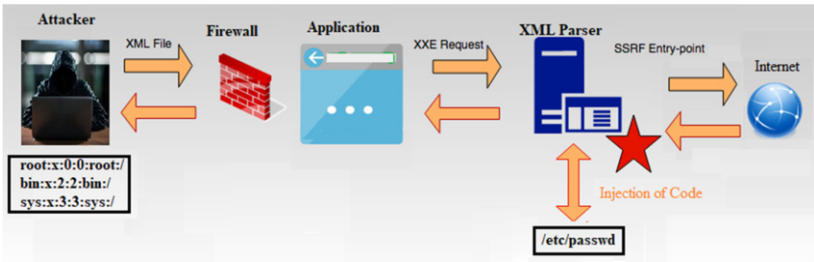 Attacker
XML File
Firewall
Application
XXE Request
XML Parser
SSRF Entry-point
Internet
root:x:0:0:root:/
bin:x:2:2:bin:/
sys:x:3:3:sys:/
Injection of Code
/etc/passwd